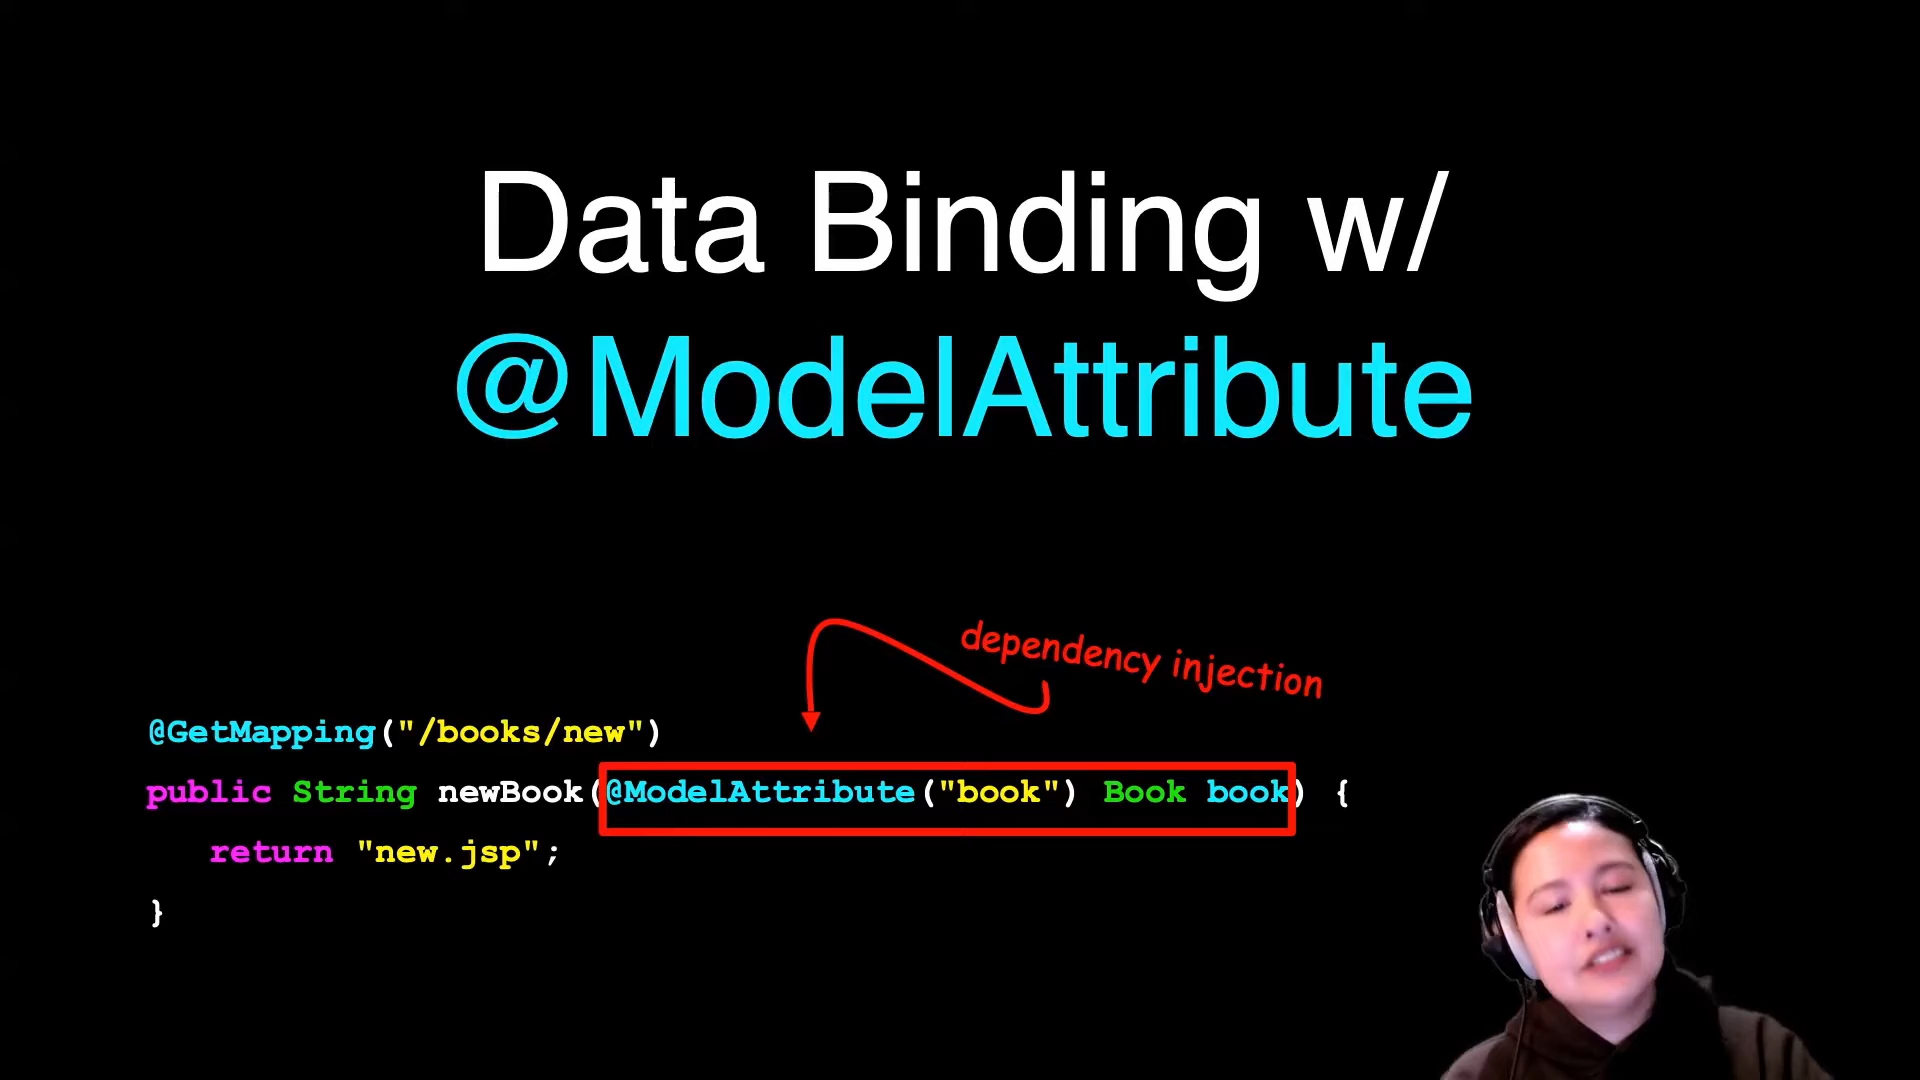 Data Binding w/
@ModelAttribute
dependency injection
@GetMapping("/books/new")
public String newBook(@ModelAttribute("book") Book book) {
return "new.jsp";
}